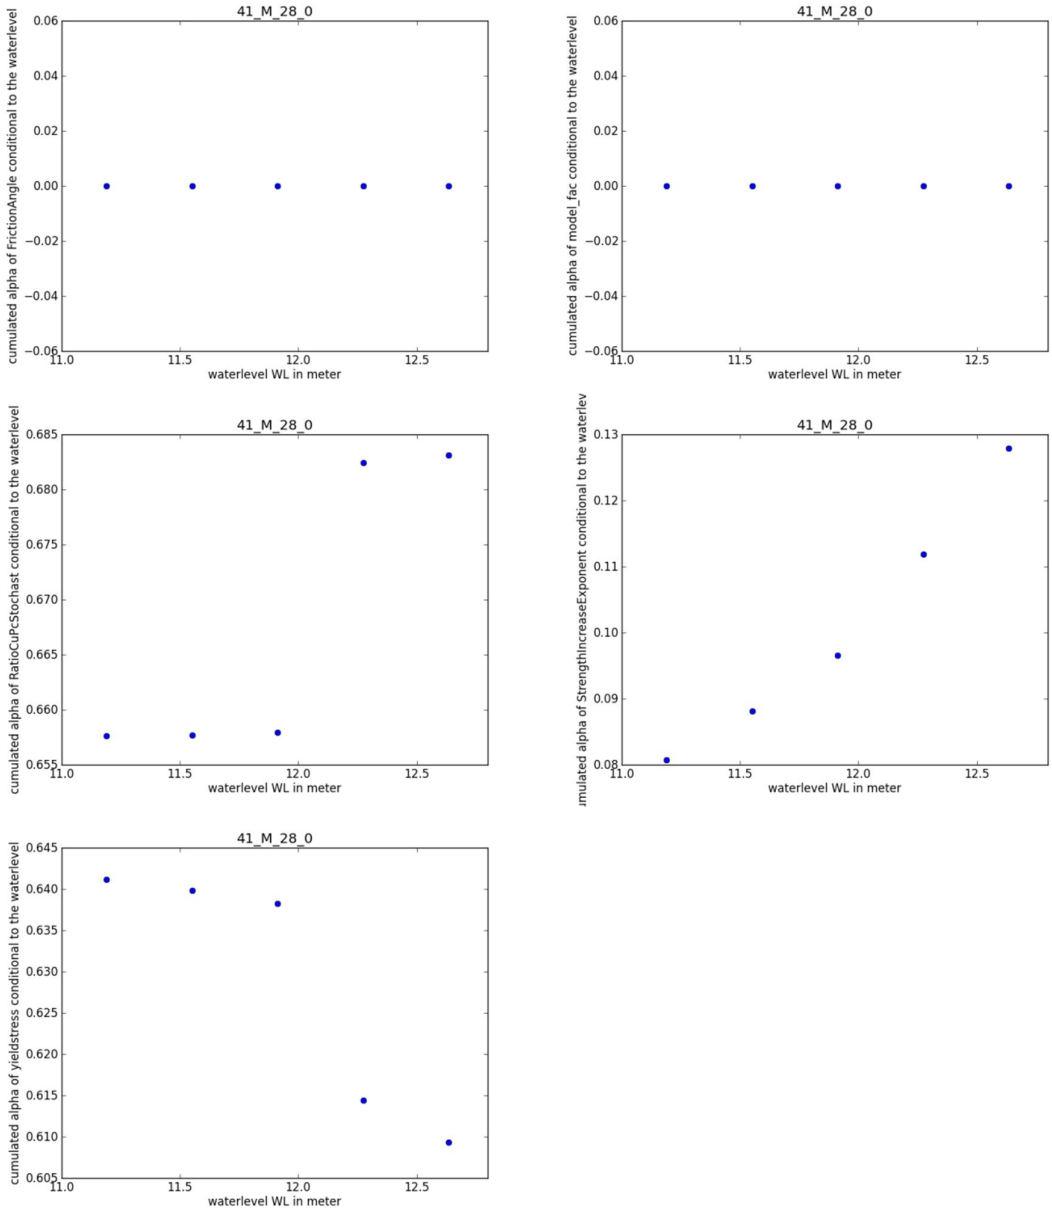 41_M_28_0
cumulated alpha of FrictionAngle conditional to the waterlevel
0.06
0.04
0.02
0.00
−0.02
−0.04
−0.06
11.0 11.5 12.0 12.5
waterlevel WL in meter
41_M_28_0
cumulated alpha of model_fac conditional to the waterlevel
0.06
0.04
0.02
0.00
−0.02
−0.04
−0.06
11.0 11.5 12.0 12.5
waterlevel WL in meter
41_M_28_0
cumulated alpha of RatioCuPcStochast conditional to the waterlevel
0.685
0.680
0.675
0.670
0.665
0.660
0.655
11.0 11.5 12.0 12.5
waterlevel WL in meter
41_M_28_0
mulated alpha of StrengthIncreaseExponent conditional to the waterlev
0.13
0.12
0.11
0.10
0.09
0.08
11.0 11.5 12.0 12.5
waterlevel WL in meter
41_M_28_0
cumulated alpha of yieldstress conditional to the waterlevel
0.645
0.640
0.635
0.630
0.625
0.620
0.615
0.610
0.605
11.0 11.5 12.0 12.5
waterlevel WL in meter